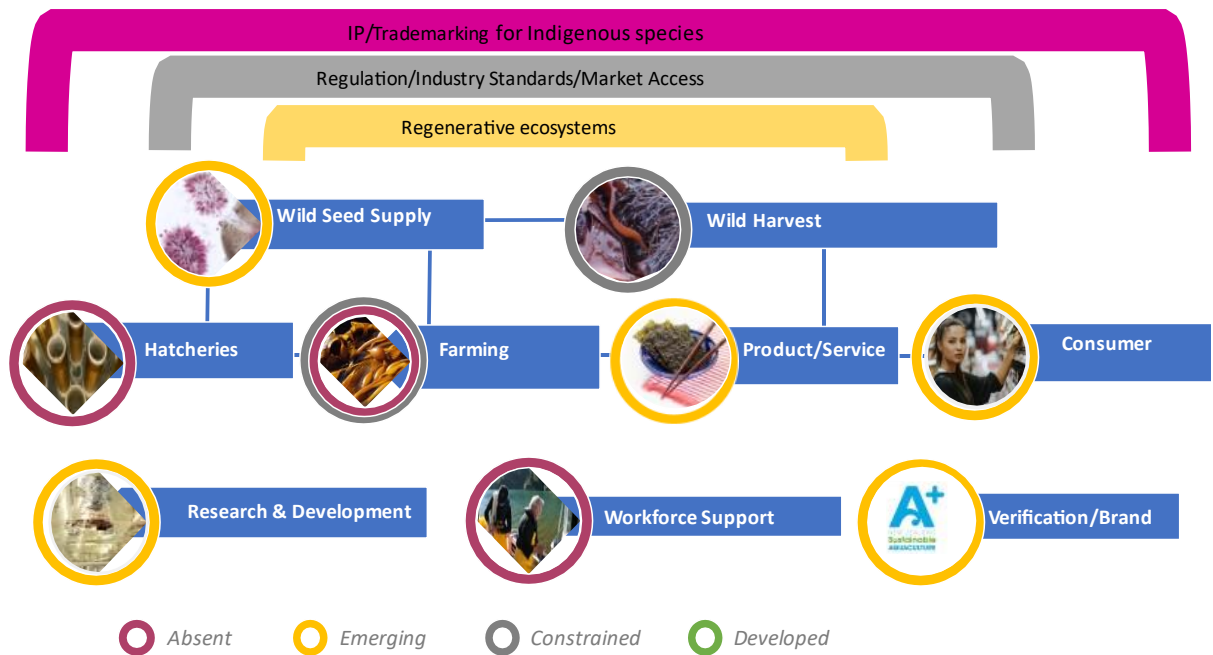 IP/Trademarking for Indigenous species
Regulation/Industry Standards/Market Access
Regenerative ecosystems
Wild Seed Supply
Wild Harvest
Hatcheries
Farming
Product/Service
Consumer
Research & Development
Workforce Support
A+
Sustainable
AQUACULTURE
Verification/Brand
Absent
Emerging
Constrained
Developed